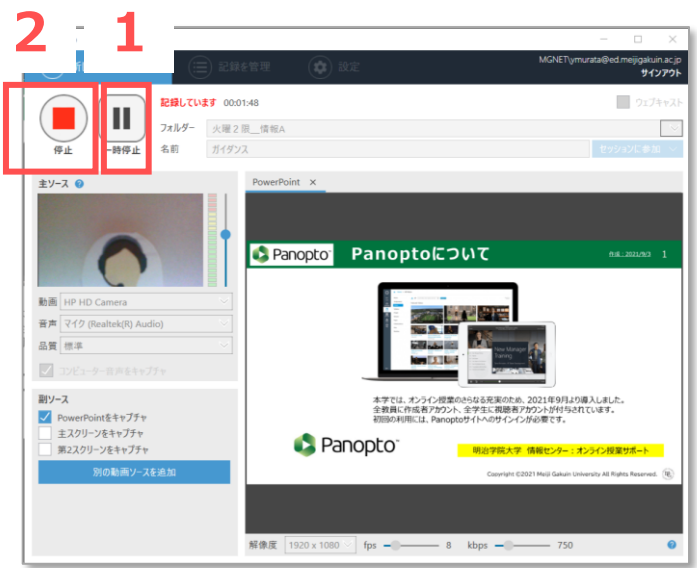 2 1
記録を管理
設定
MGNET\ymurata@ed.meijigakuin.ac.jp
サインアウト
記録しています 00:01:48
ウェブキャスト
フォルダー 火曜2限__情報A
停止 一時停止
名前 ガイダンス
セッションに参加
主ソース
PowerPoint ×
Panopto Panoptoについて 作成:2021/9/3 1
動画 HP HD Camera
音声 マイク (Realtek(R) Audio)
品質 標準
コンピューター音声をキャプチャ
New Manager
Training
副ソース
PowerPointをキャプチャ
主スクリーンをキャプチャ
第2スクリーンをキャプチャ
別の動画ソースを追加
本学では、オンライン授業のさらなる充実のため、2021年9月より導入しました。
全教員に作成者アカウント、全学生に視聴者アカウントが付与されています。
初回の利用には、Panoptoサイトへのサインインが必要です。
Panopto
明治学院大学 情報センター:オンライン授業サポート
Copyright ©2021 Meiji Gakuin University All Rights Reserved.
解像度 1920 x 1080 fps 8 kbps 750